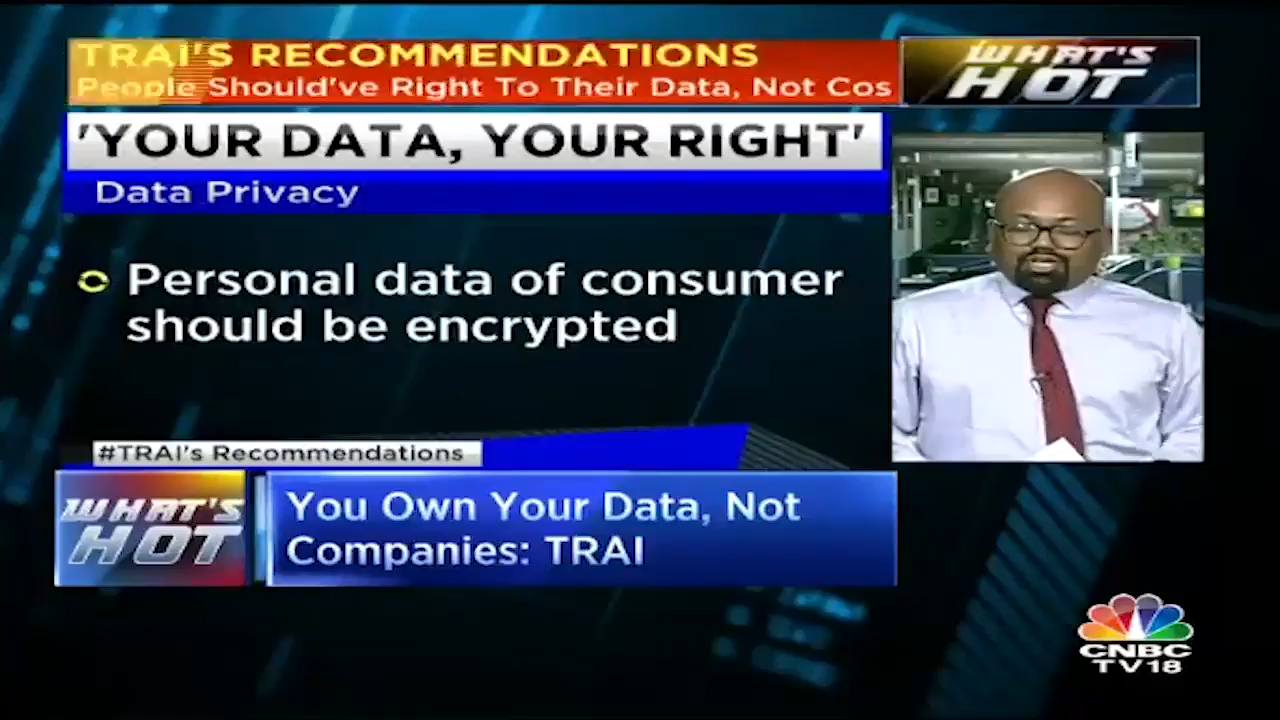 TRAI'S RECOMMENDATIONS
People Should've Right To Their Data, Not Cos
WHAT'S
HOT
'YOUR DATA, YOUR RIGHT'
Data Privacy
Personal data of consumer
should be encrypted
#TRAI's Recommendations
WHAT'S
HOT
You Own Your Data, Not
Companies: TRAI
CNBC
TV18